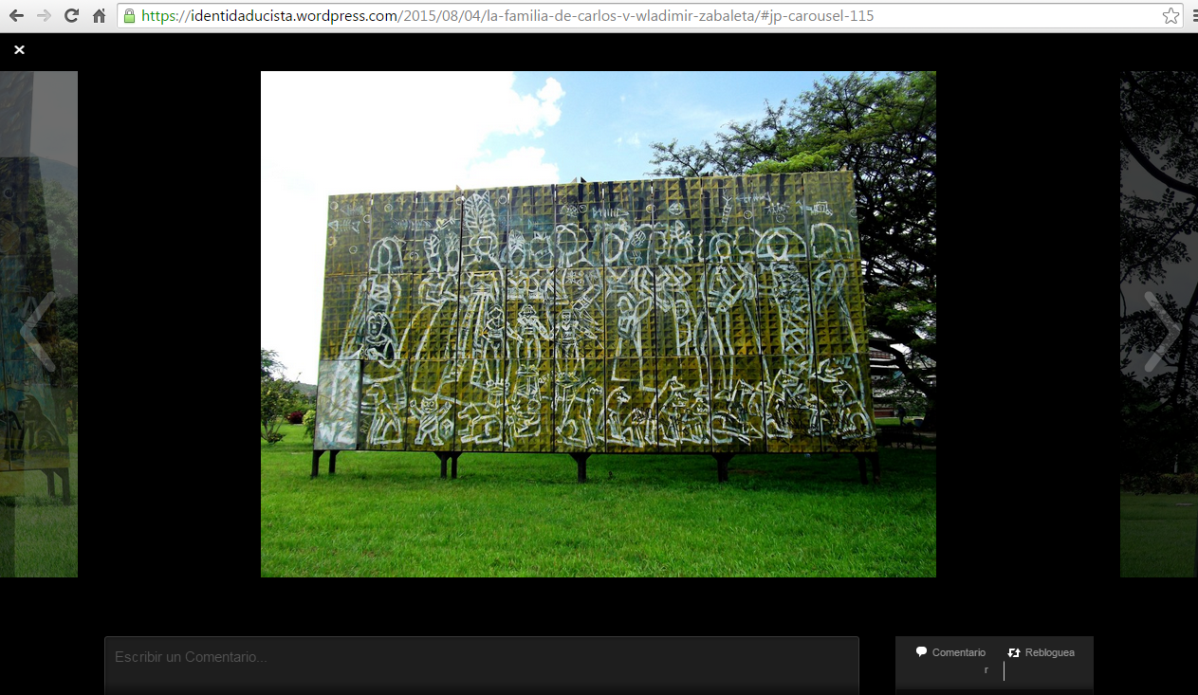 https://identidaducista.wordpress.com/2015/08/04/la-familia-de-carlos-v-wladimir-zabaleta/#jp-carousel-115
Escribir un Comentario...
Comentario
r
Rebloguea